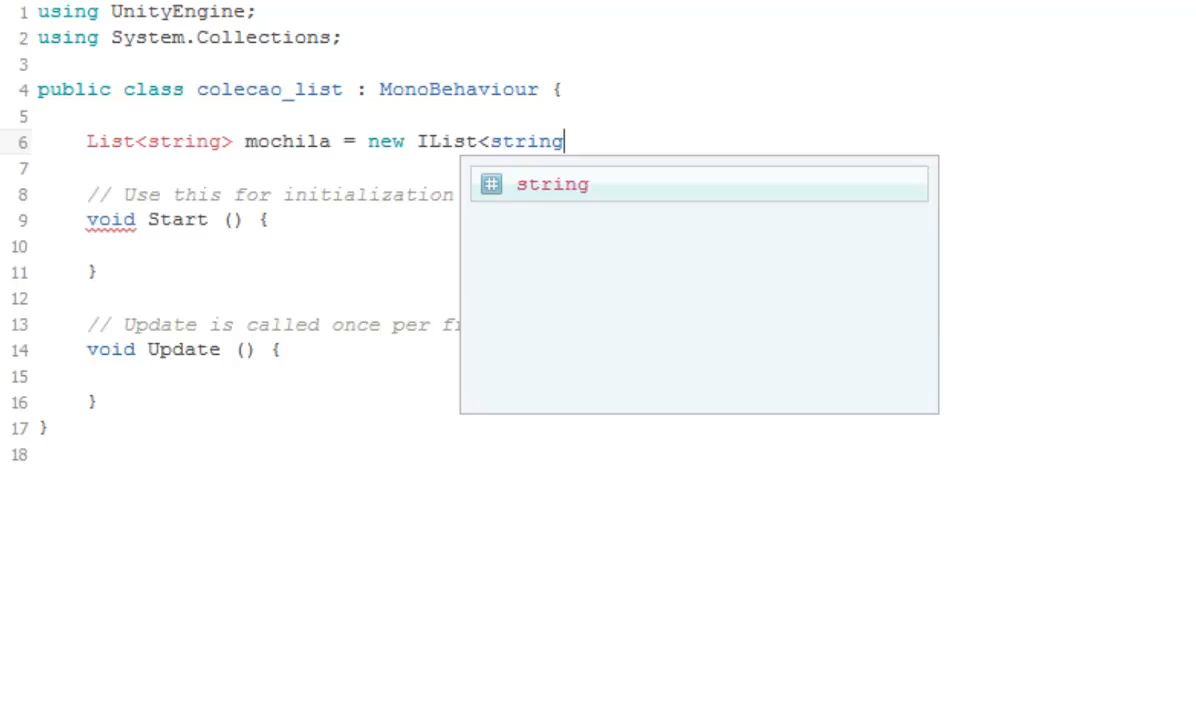 1 using UnityEngine;
2 using System.Collections;
3
4 public class colecao_list : MonoBehaviour {
5
6 List<string> mochila = new IList<string
7
string
8 // Use this for initialization
9 void Start () {
10
11 }
12
13 // Update is called once per
14 void Update () {
15
16 }
17 }
18